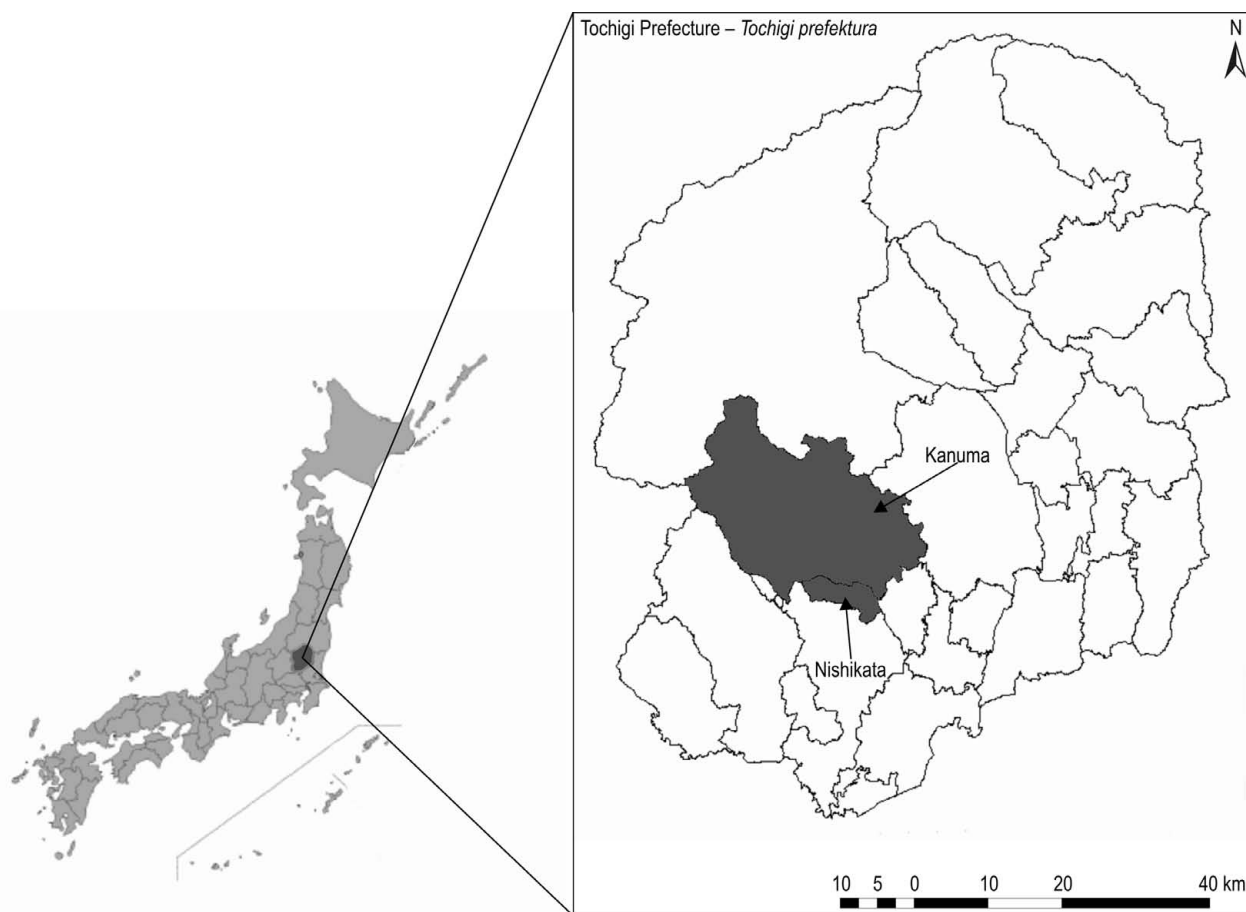 Tochigi Prefecture – Tochigi prefektura
N
Kanuma
Nishikata
10 5 0 10 20 40 km